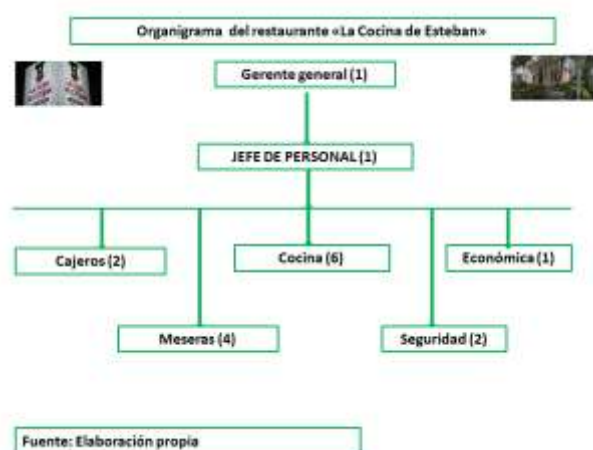 Organigrama del restaurante «La Cocina de Esteban»
Gerente general (1)
JEFE DE PERSONAL (1)
Cajeros (2)
Cocina (6)
Económica (1)
Meseras (4)
Seguridad (2)
Fuente: Elaboración propia